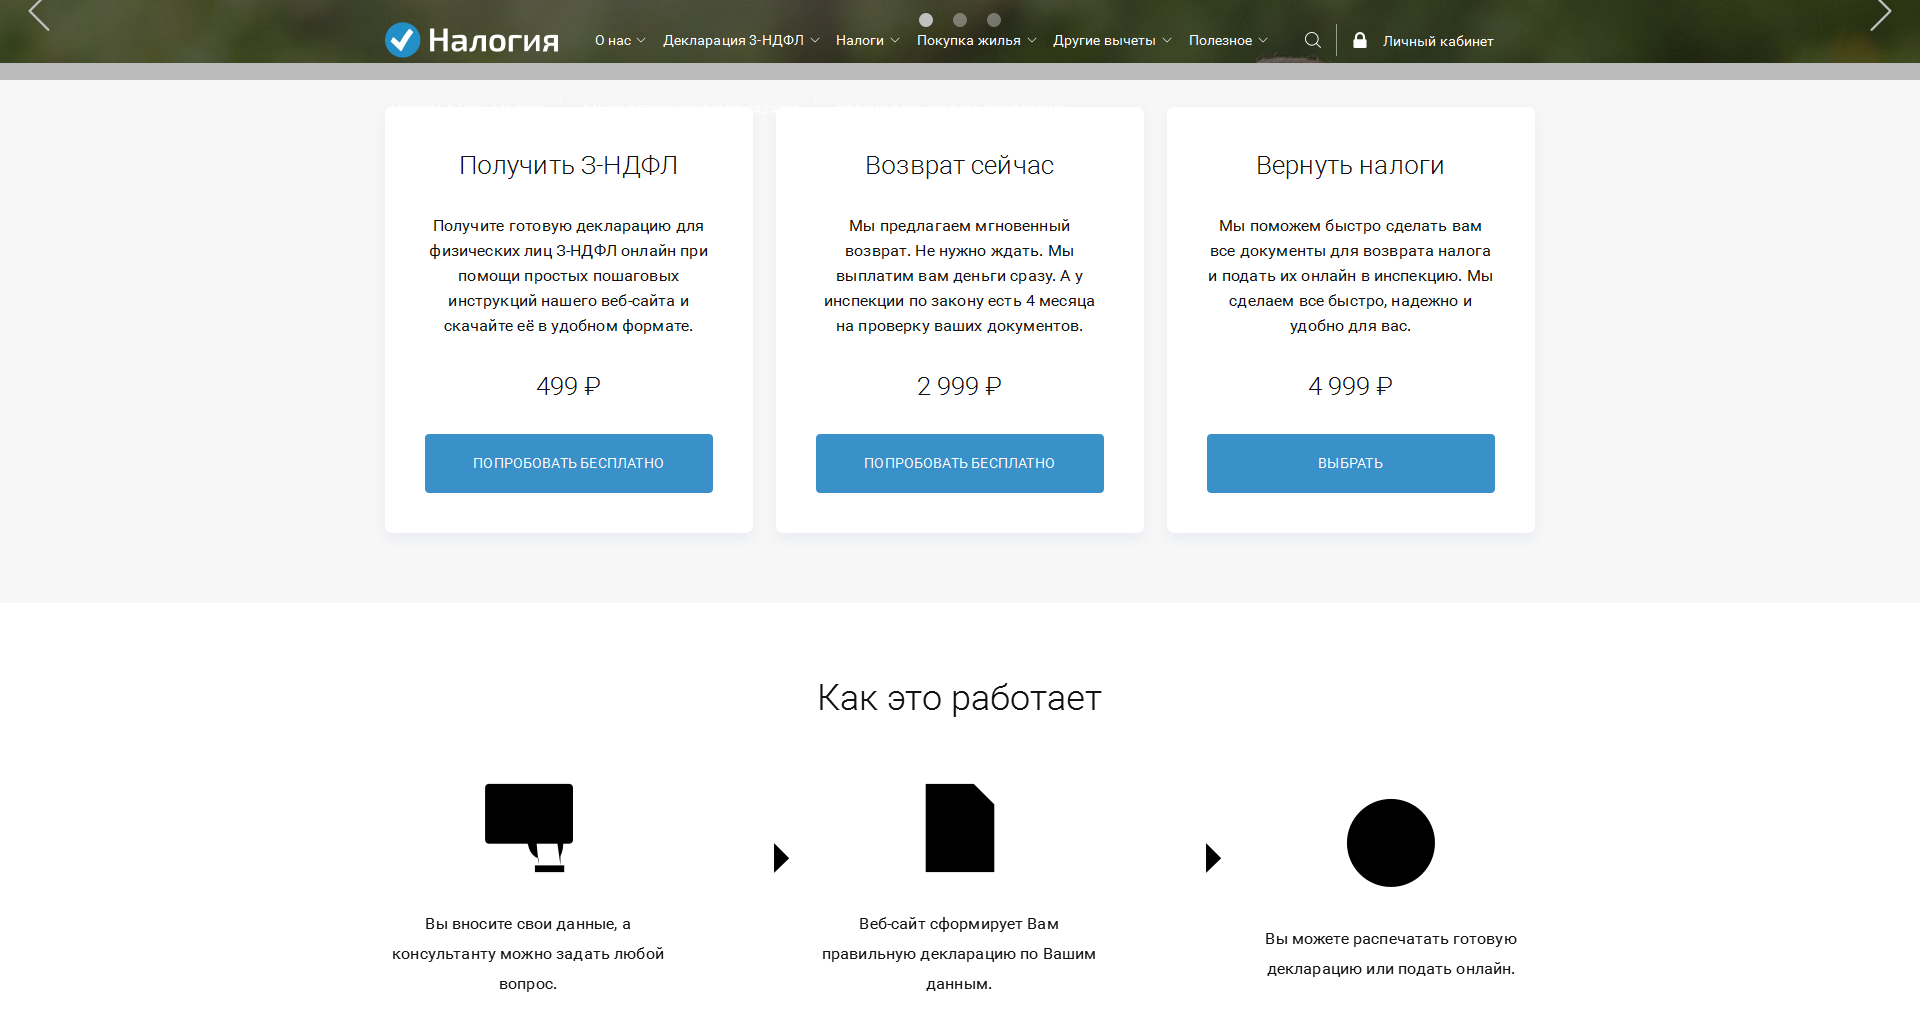 Налогия
О нас
Декларация 3-НДФЛ
Налоги
Покупка жилья
Другие вычеты
Полезное
Личный кабинет
Получить 3-НДФЛ
Получите готовую декларацию для
физических лиц 3-НДФЛ онлайн при
помощи простых пошаговых
инструкций нашего веб-сайта и
скачайте её в удобном формате.
499 ₽
ПОПРОБОВАТЬ БЕСПЛАТНО
Возврат сейчас
Мы предлагаем мгновенный
возврат. Не нужно ждать. Мы
выплатим вам деньги сразу. А у
инспекции по закону есть 4 месяца
на проверку ваших документов.
2 999 ₽
ПОПРОБОВАТЬ БЕСПЛАТНО
Вернуть налоги
Мы поможем быстро сделать вам
все документы для возврата налога
и подать их онлайн в инспекцию. Мы
сделаем все быстро, надежно и
удобно для вас.
4 999 ₽
ВЫБРАТЬ
Как это работает
Вы вносите свои данные, а
консультанту можно задать любой
вопрос.
Веб-сайт сформирует Вам
правильную декларацию по Вашим
данным.
Вы можете распечатать готовую
декларацию или подать онлайн.